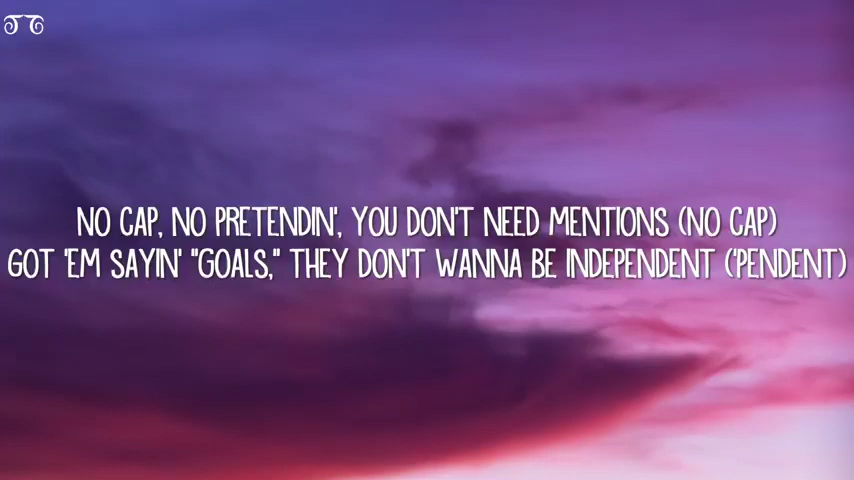 NO CAP, NO PRETENDIN', YOU DON'T NEED MENTIONS (NO CAP)
GOT 'EM SAYIN' "GOALS," THEY DON'T WANNA BE INDEPENDENT ('PENDENT)